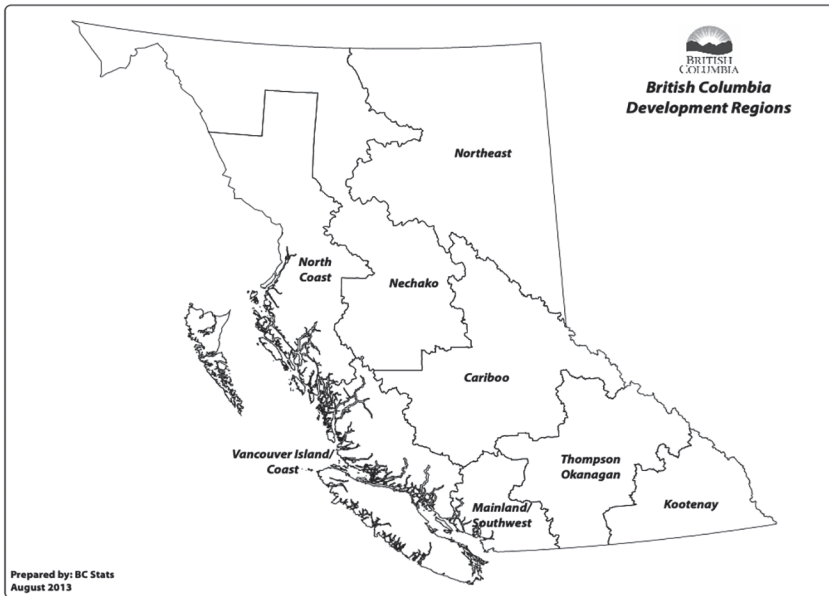 BRITISH
COLUMBIA
British Columbia
Development Regions
Northeast
North
Coast
Nechako
Cariboo
Vancouver Island/
Coast
Thompson
Okanagan
Mainland/
Southwest
Kootenay
Prepared by: BC Stats
August 2013